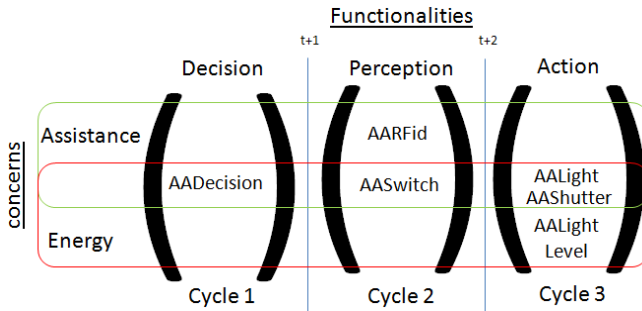 Functionalities
t+1
t+2
Decision
Perception
Action
concerns
Assistance
AARFid
AADecision
AASwitch
AALight
AAShutter
Energy
AALight
Level
Cycle 1
Cycle 2
Cycle 3